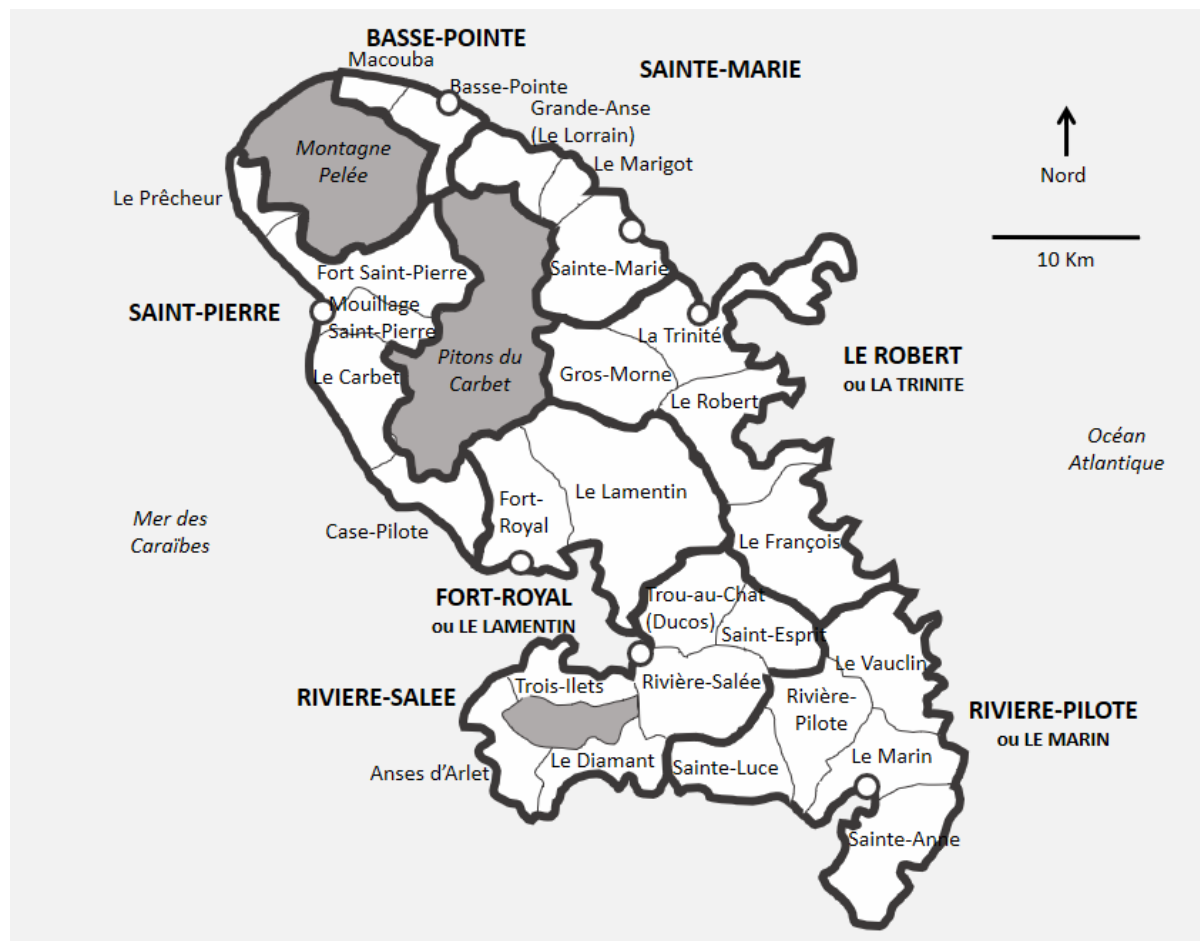 BASSE-POINTE
Macouba
SAINTE-MARIE
Basse-Pointe
Grande-Anse
(Le Lorrain)
Montagne
Pelée
Le Marigot
Nord
Le Prêcheur
10 Km
Fort Saint-Pierre
Sainte-Marie
SAINT-PIERRE
Mouillage
Saint-Pierre
La Trinité
LE ROBERT
ou LA TRINITE
Pitons du
Carbet
Le Carbet
Gros-Morne
Le Robert
Océan
Atlantique
Mer des
Caraïbes
Case-Pilote
Fort-
Royal
Le Lamentin
Le François
FORT-ROYAL
ou LE LAMENTIN
Trou-au-Chat
(Ducos)
Saint-Esprit
Le Vauclin
RIVIERE-SALEE
Trois-Ilets
Rivière-Salée
Rivière-
Pilote
RIVIERE-PILOTE
ou LE MARIN
Anses d'Arlet
Le Diamant
Sainte-Luce
Le Marin
Sainte-Anne